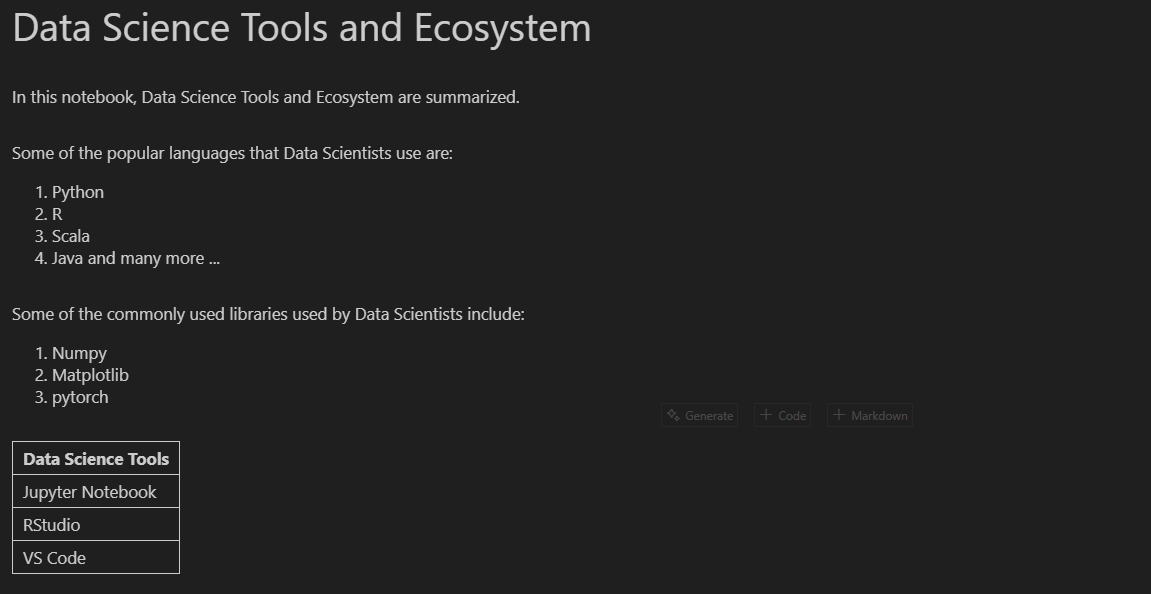 Data Science Tools and Ecosystem
In this notebook, Data Science Tools and Ecosystem are summarized.
Some of the popular languages that Data Scientists use are:
1. Python
2. R
3. Scala
4. Java and many more ...
Some of the commonly used libraries used by Data Scientists include:
1. Numpy
2. Matplotlib
3. pytorch
Generate + Code + Markdown
Data Science Tools
Jupyter Notebook
RStudio
VS Code